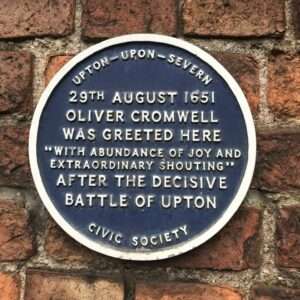 UPTON-UPON-SEVERN
29TH AUGUST 1651
OLIVER CROMWELL
WAS GREETED HERE
"WITH ABUNDANCE OF JOY AND
EXTRAORDINARY SHOUTING"
AFTER THE DECISIVE
BATTLE OF UPTON
CIVIC SOCIETY